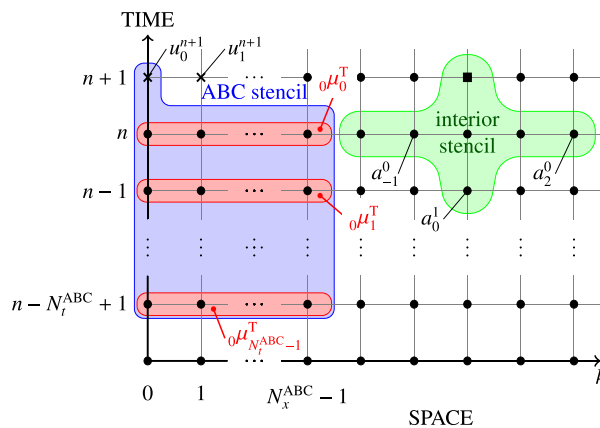 TIME
u_0^{n+1} u_1^{n+1}
n + 1
ABC stencil
₀μ_0^T
interior
stencil
n
a_{-1}^0 a_2^0
n − 1
₀μ_1^T
a_0^1
n − N_t^{ABC} + 1
₀μ_{N_t^{ABC}−1}^T
0 1 N_x^{ABC} − 1
SPACE